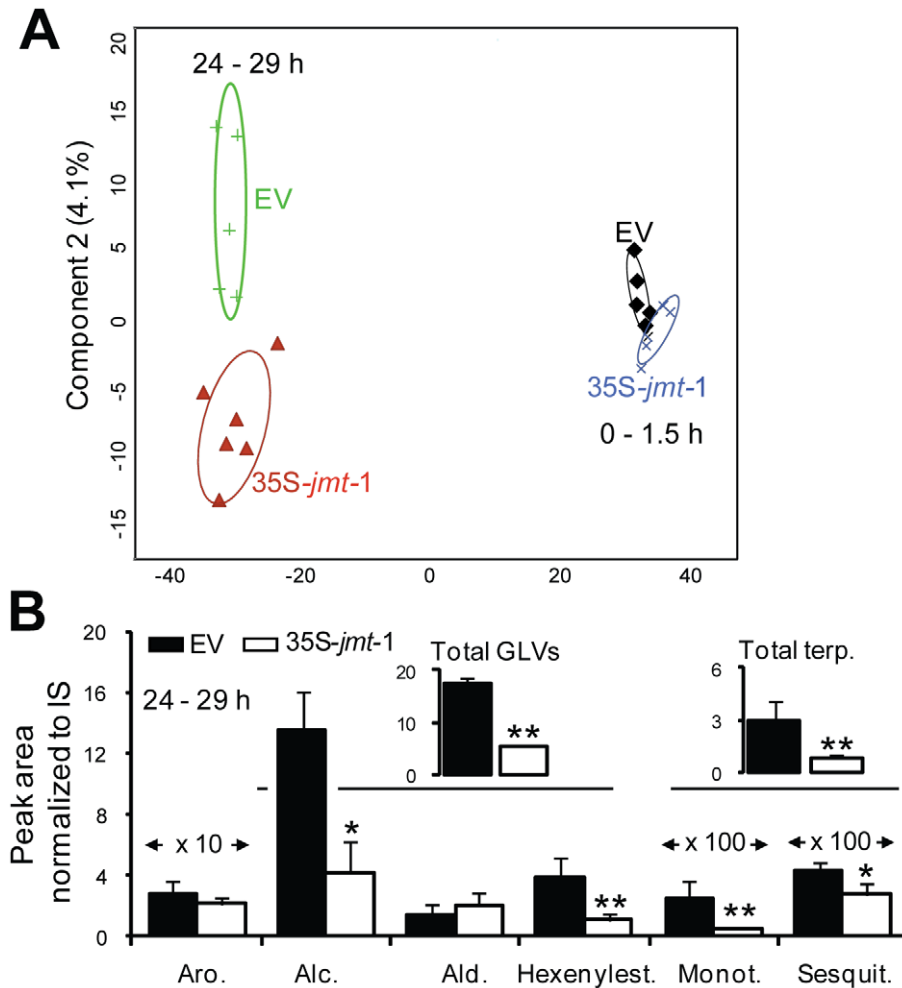 A
20
15
10
5
0
-5
-10
-15
Component 2 (4.1%)
24 - 29 h
EV
35S-jmt-1
EV
35S-jmt-1
0 - 1.5 h
-40 -20 0 20 40
B
20
16
12
8
4
0
Peak area
normalized to IS
EV 35S-jmt-1
24 - 29 h
Total GLVs
20
10
0
**
Total terp.
6
3
0
**
x 10
*
**
x 100
**
x 100
*
Aro. Alc. Ald. Hexenylest. Monot. Sesquit.